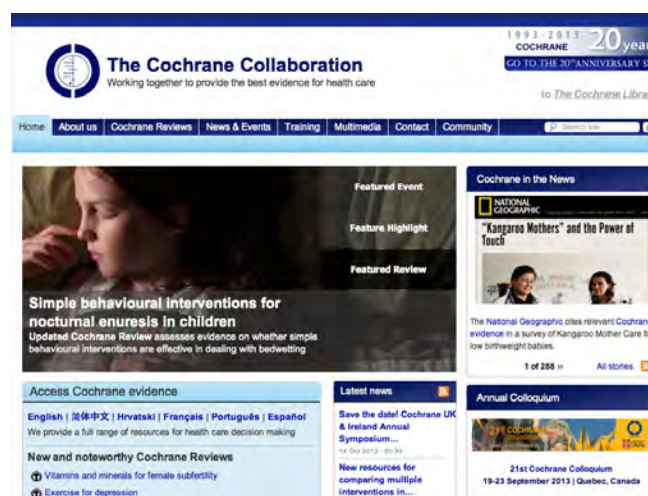 1993-2013
COCHRANE 20 year
GO TO THE 20TH ANNIVERSARY S
The Cochrane Collaboration
Working together to provide the best evidence for health care
to The Cochrane Libra
Home About us Cochrane Reviews News & Events Training Multimedia Contact Community Search site
Featured Event
Feature Highlight
Featured Review
Simple behavioural interventions for
nocturnal enuresis in children
Updated Cochrane Review assesses evidence on whether simple
behavioural interventions are effective in dealing with bedwetting
Cochrane in the News
NATIONAL
GEOGRAPHIC
"Kangaroo Mothers" and the Power of
Touch
The National Geographic cites relevant Cochran
evidence in a survey of Kangaroo Mother Care fo
low birthweight babies.
1 of 288 ›› All stories
Access Cochrane evidence
English | 简体中文 | Hrvatski | Français | Português | Español
We provide a full range of resources for health care decision making
New and noteworthy Cochrane Reviews
Vitamins and minerals for female subfertility
Exercise for depression
Latest news
Save the date! Cochrane UK
& Ireland Annual
Symposium...
New resources for
comparing multiple
interventions in...
Annual Colloquium
21ST COCHRANE
COLLOQUIUM
21st Cochrane Colloquium
19-23 September 2013 | Quebec, Canada